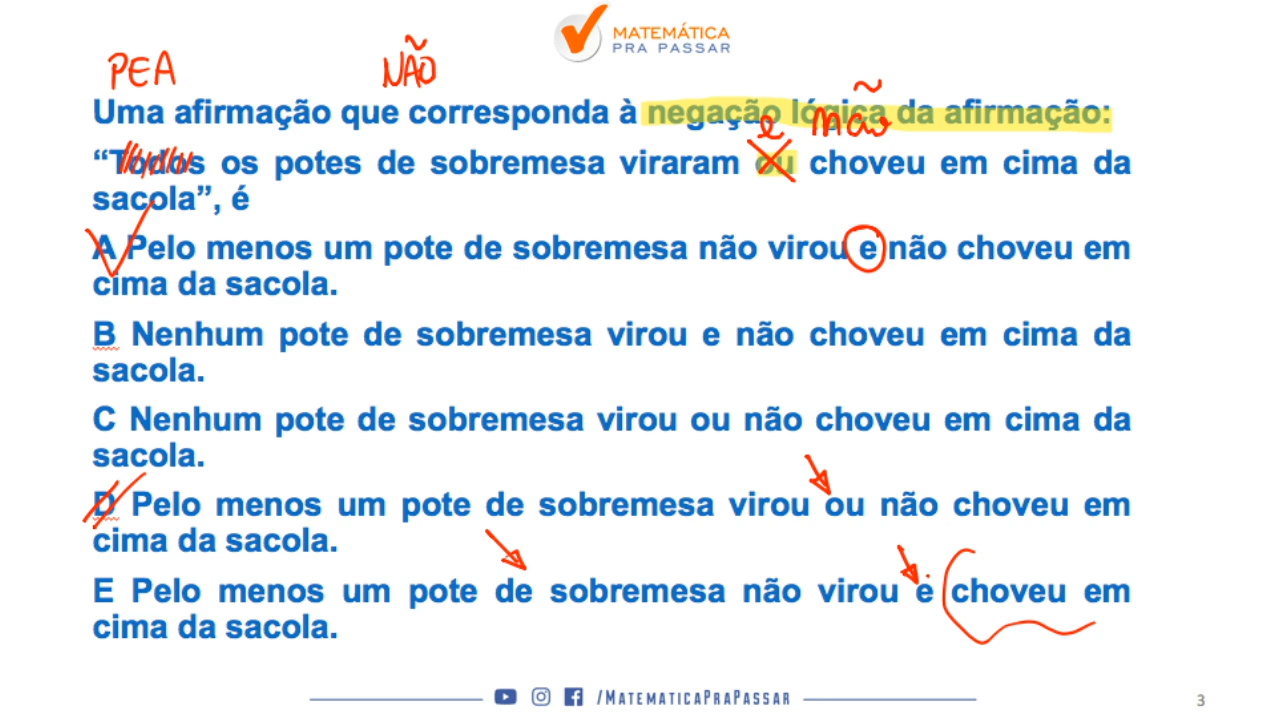 MATEMÁTICA
PRA PASSAR
PEA NÃO
Uma afirmação que corresponda à negação lógica da afirmação:
e não
“Todos os potes de sobremesa viraram ou choveu em cima da
sacola”, é
A Pelo menos um pote de sobremesa não virou e não choveu em
cima da sacola.
B Nenhum pote de sobremesa virou e não choveu em cima da
sacola.
C Nenhum pote de sobremesa virou ou não choveu em cima da
sacola.
D Pelo menos um pote de sobremesa virou ou não choveu em
cima da sacola.
E Pelo menos um pote de sobremesa não virou e choveu em
cima da sacola.
/MATEMATICAPRAPASSAR
3